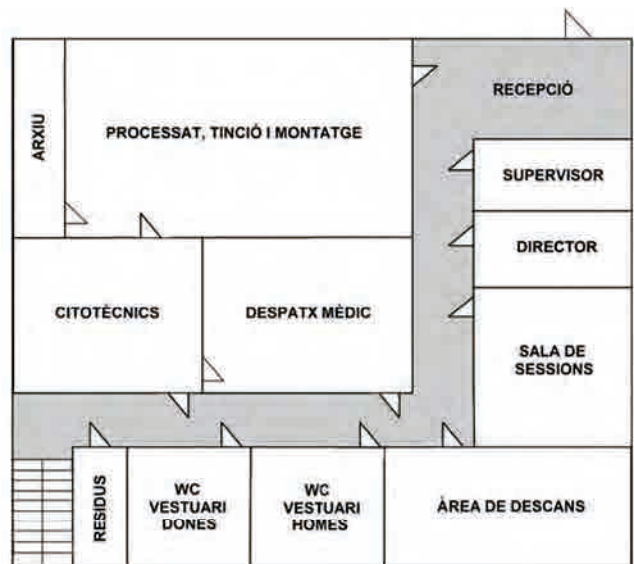 RECEPCIÓ
ARXIU
PROCESSAT, TINCIÓ I MONTATGE
SUPERVISOR
DIRECTOR
CITOTÈCNICS
DESPATX MÈDIC
SALA DE
SESSIONS
RESIDUS
WC
VESTUARI
DONES
WC
VESTUARI
HOMES
ÀREA DE DESCANS